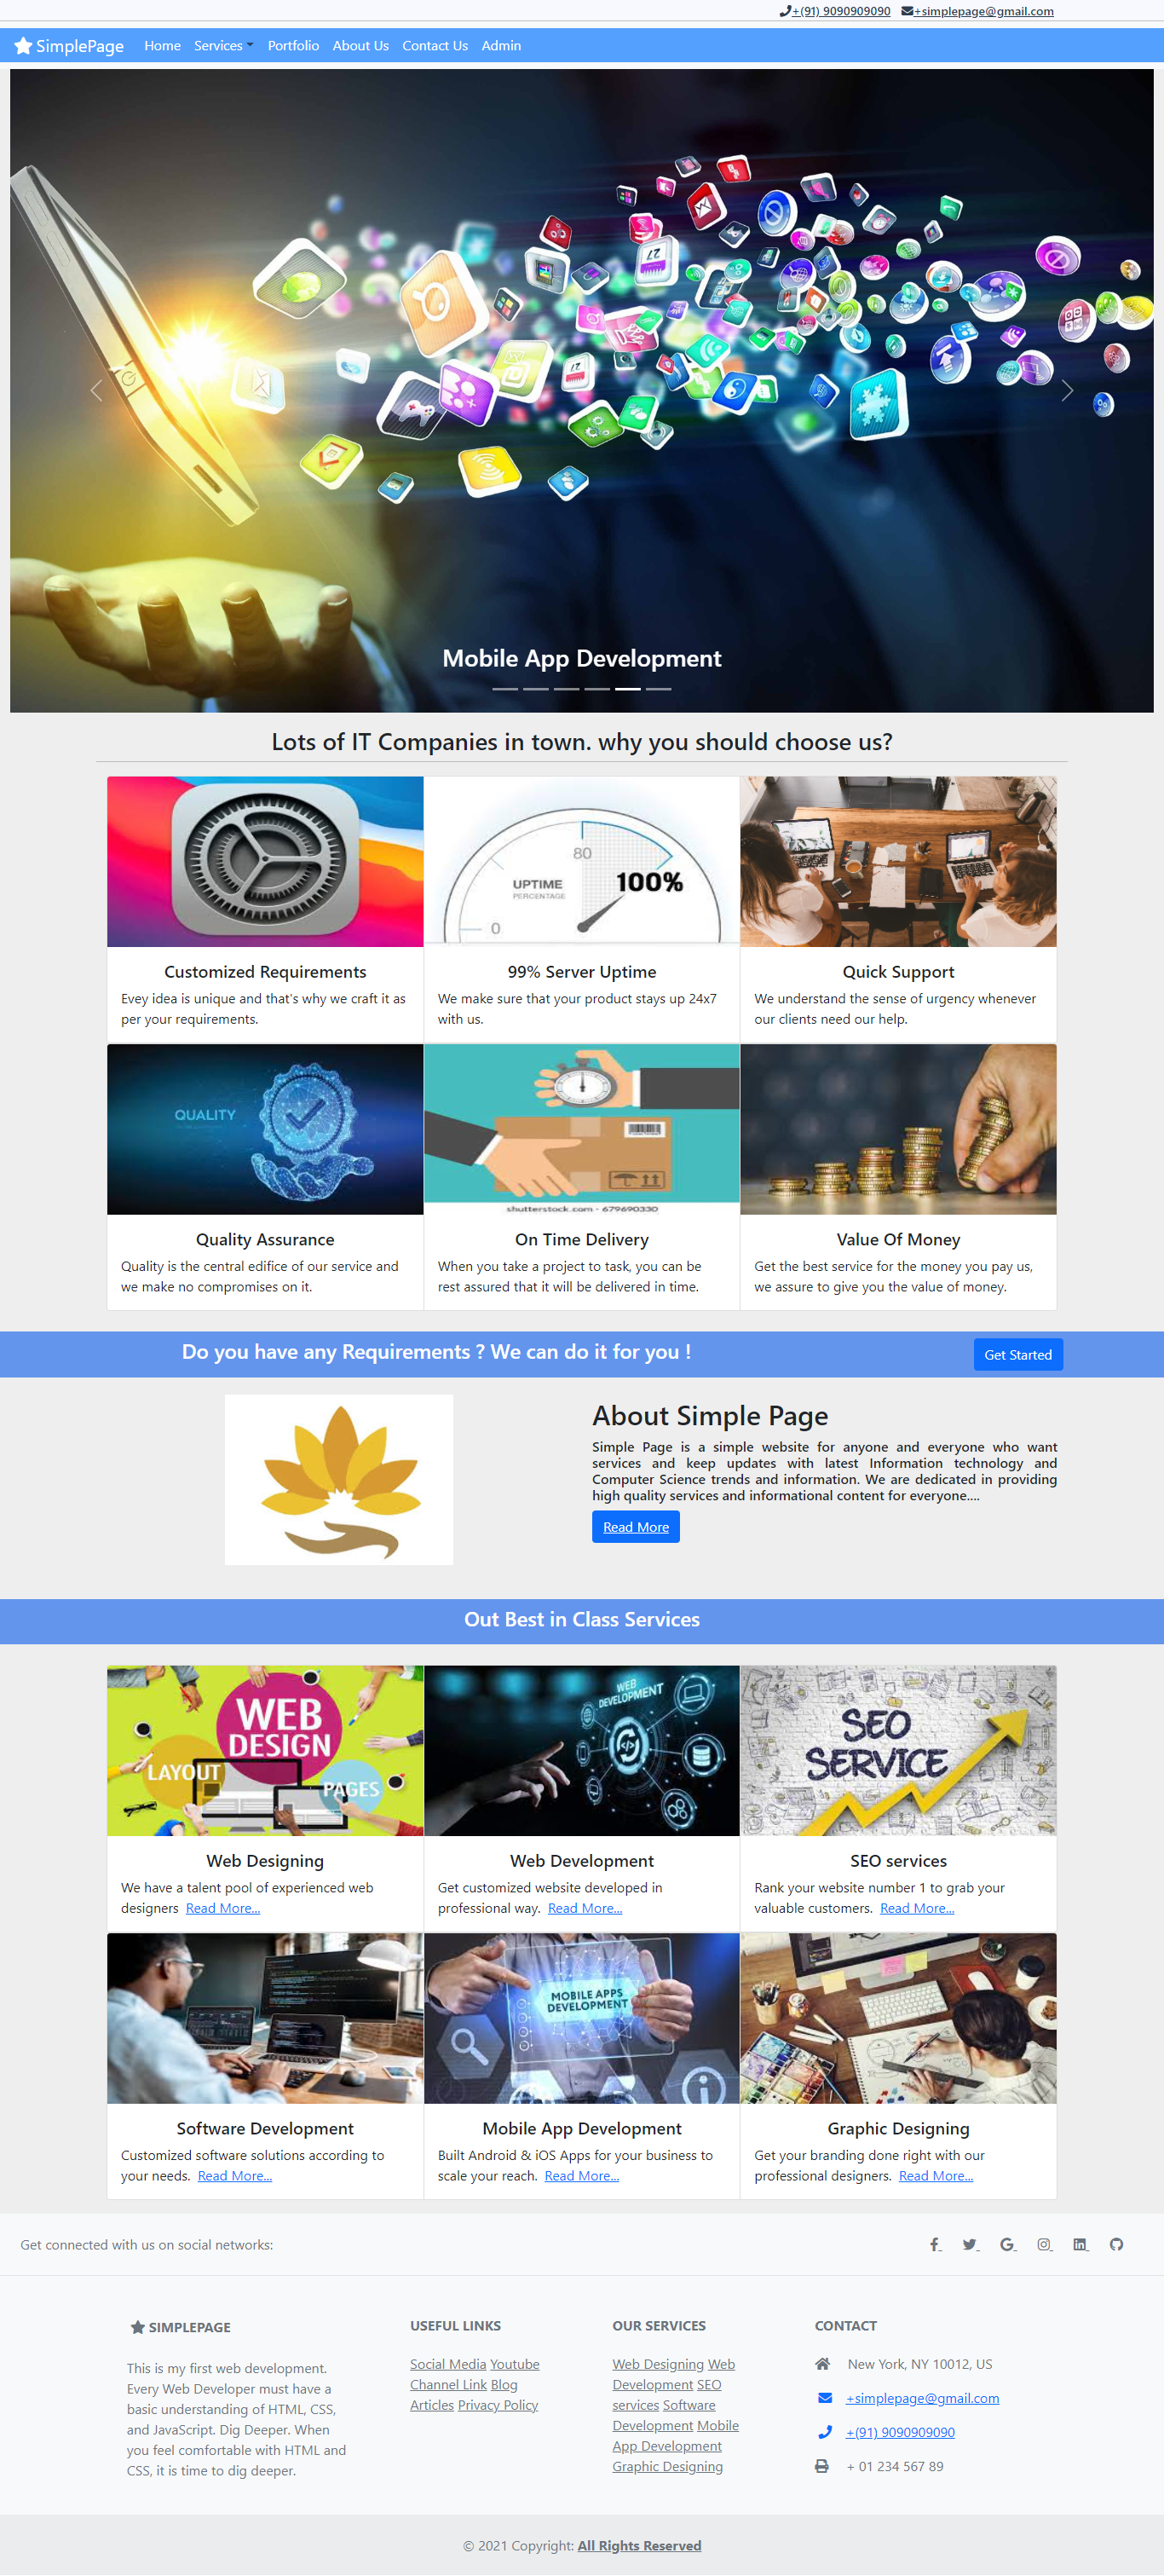 +(91) 9090909090 +simplepage@gmail.com
SimplePage Home Services Portfolio About Us Contact Us Admin
27
27
Mobile App Development
Lots of IT Companies in town. why you should choose us?
80
UPTIME
PERCENTAGE
100%
0
Customized Requirements
Evey idea is unique and that's why we craft it as
per your requirements.
99% Server Uptime
We make sure that your product stays up 24x7
with us.
Quick Support
We understand the sense of urgency whenever
our clients need our help.
QUALITY
shutterstock.com · 679690330
Quality Assurance
Quality is the central edifice of our service and
we make no compromises on it.
On Time Delivery
When you take a project to task, you can be
rest assured that it will be delivered in time.
Value Of Money
Get the best service for the money you pay us,
we assure to give you the value of money.
Do you have any Requirements ? We can do it for you !
Get Started
About Simple Page
Simple Page is a simple website for anyone and everyone who want
services and keep updates with latest Information technology and
Computer Science trends and information. We are dedicated in providing
high quality services and informational content for everyone....
Read More
Out Best in Class Services
WEB
DESIGN
LAYOUT
PAGES
WEB
DEVELOPMENT
SEO
SERVICE
Web Designing
We have a talent pool of experienced web
designers Read More...
Web Development
Get customized website developed in
professional way. Read More...
SEO services
Rank your website number 1 to grab your
valuable customers. Read More...
MOBILE APPS
DEVELOPMENT
Software Development
Customized software solutions according to
your needs. Read More...
Mobile App Development
Built Android & iOS Apps for your business to
scale your reach. Read More...
Graphic Designing
Get your branding done right with our
professional designers. Read More...
Get connected with us on social networks:
SIMPLEPAGE
This is my first web development.
Every Web Developer must have a
basic understanding of HTML, CSS,
and JavaScript. Dig Deeper. When
you feel comfortable with HTML and
CSS, it is time to dig deeper.
USEFUL LINKS
Social Media Youtube
Channel Link Blog
Articles Privacy Policy
OUR SERVICES
Web Designing Web
Development SEO
services Software
Development Mobile
App Development
Graphic Designing
CONTACT
New York, NY 10012, US
+simplepage@gmail.com
+(91) 9090909090
+ 01 234 567 89
© 2021 Copyright: All Rights Reserved